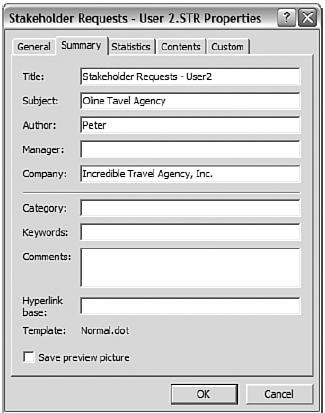 Stakeholder Requests - User 2.STR Properties
General Summary Statistics Contents Custom
Title: Stakeholder Requests - User2
Subject: Oline Tavel Agency
Author: Peter
Manager:
Company: Incredible Travel Agency, Inc.
Category:
Keywords:
Comments:
Hyperlink
base:
Template: Normal.dot
Save preview picture
OK Cancel